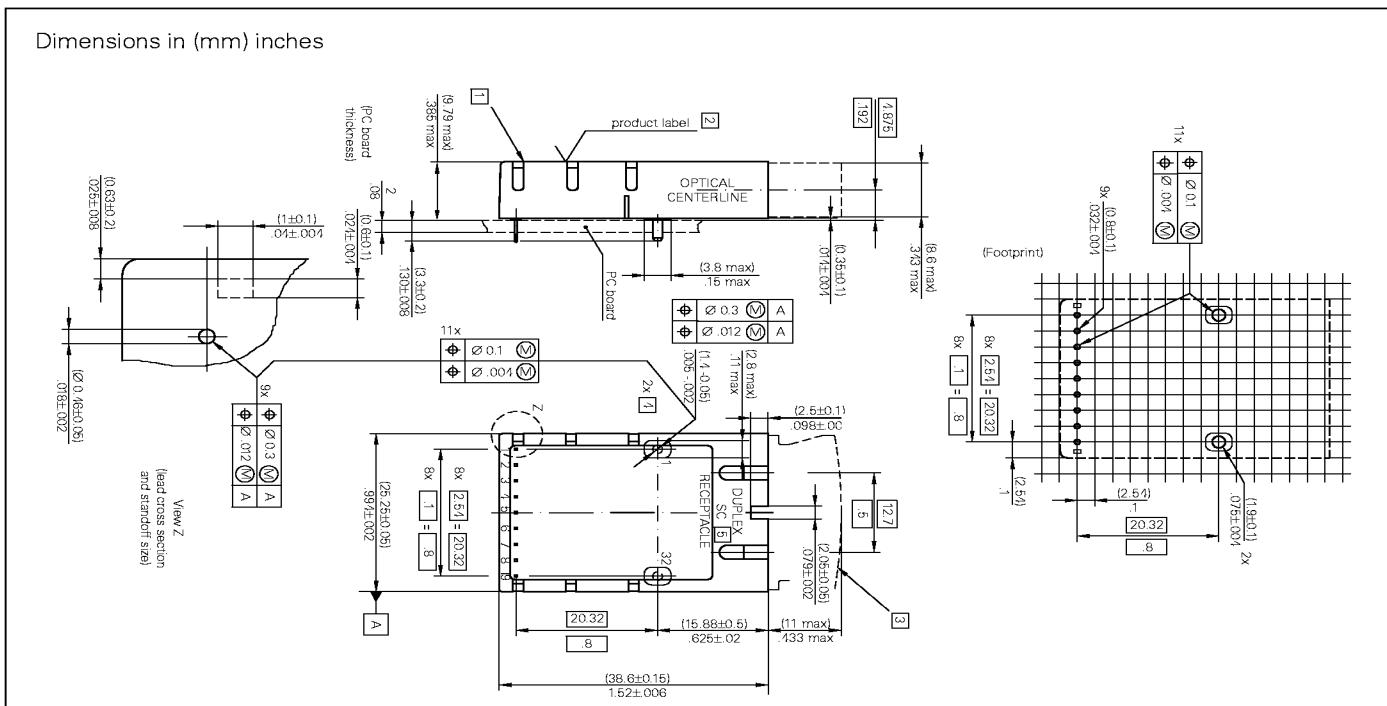 Dimensions in (mm) inches
(9.79 max)
.385 max
1
product label 2
.192
4.875
(PC board
thickness)
2
.08
(0.6±0.1)
.024±.004
(3.3±0.2)
.130±.008
OPTICAL
CENTERLINE
PC board
(3.8 max)
.15 max
(0.35±0.1)
.014±.004
(8.6 max)
.343 max
(0.63±0.2)
.025±.008
(1±0.1)
.04±.004
(Ø 0.46±0.05)
.018±.002
9x
Ø 0.3 Ⓜ A
Ø .012 Ⓜ A
View Z
(lead cross section
and standoff size)
11x
Ø 0.1 Ⓜ
Ø .004 Ⓜ
Ø 0.3 Ⓜ A
Ø .012 Ⓜ A
2x 4
(1.4 -0.05)
(2.8 max)
.11 max
(2.5±0.1)
Z
1
2
3
4
5
6
7
8
9
32
DUPLEX
SC 5
RECEPTACLE
(25.25±0.05)
.994±.002
8x 2.54 = 20.32
8x .1 = .8
A
12.7
.5
(2.05±0.05)
.079±.002
3
20.32
.8
(15.88±0.5)
.625±.02
(11 max)
.433 max
(38.6±0.15)
1.52±.006
11x
Ø 0.1 Ⓜ
Ø .004 Ⓜ
9x (0.8±0.1)
.032±.004
(Footprint)
8x 2.54 = 20.32
8x .1 = .8
(2.54)
.1
(2.54)
.1
20.32
.8
(1.9±0.1)
.075±.004
2x